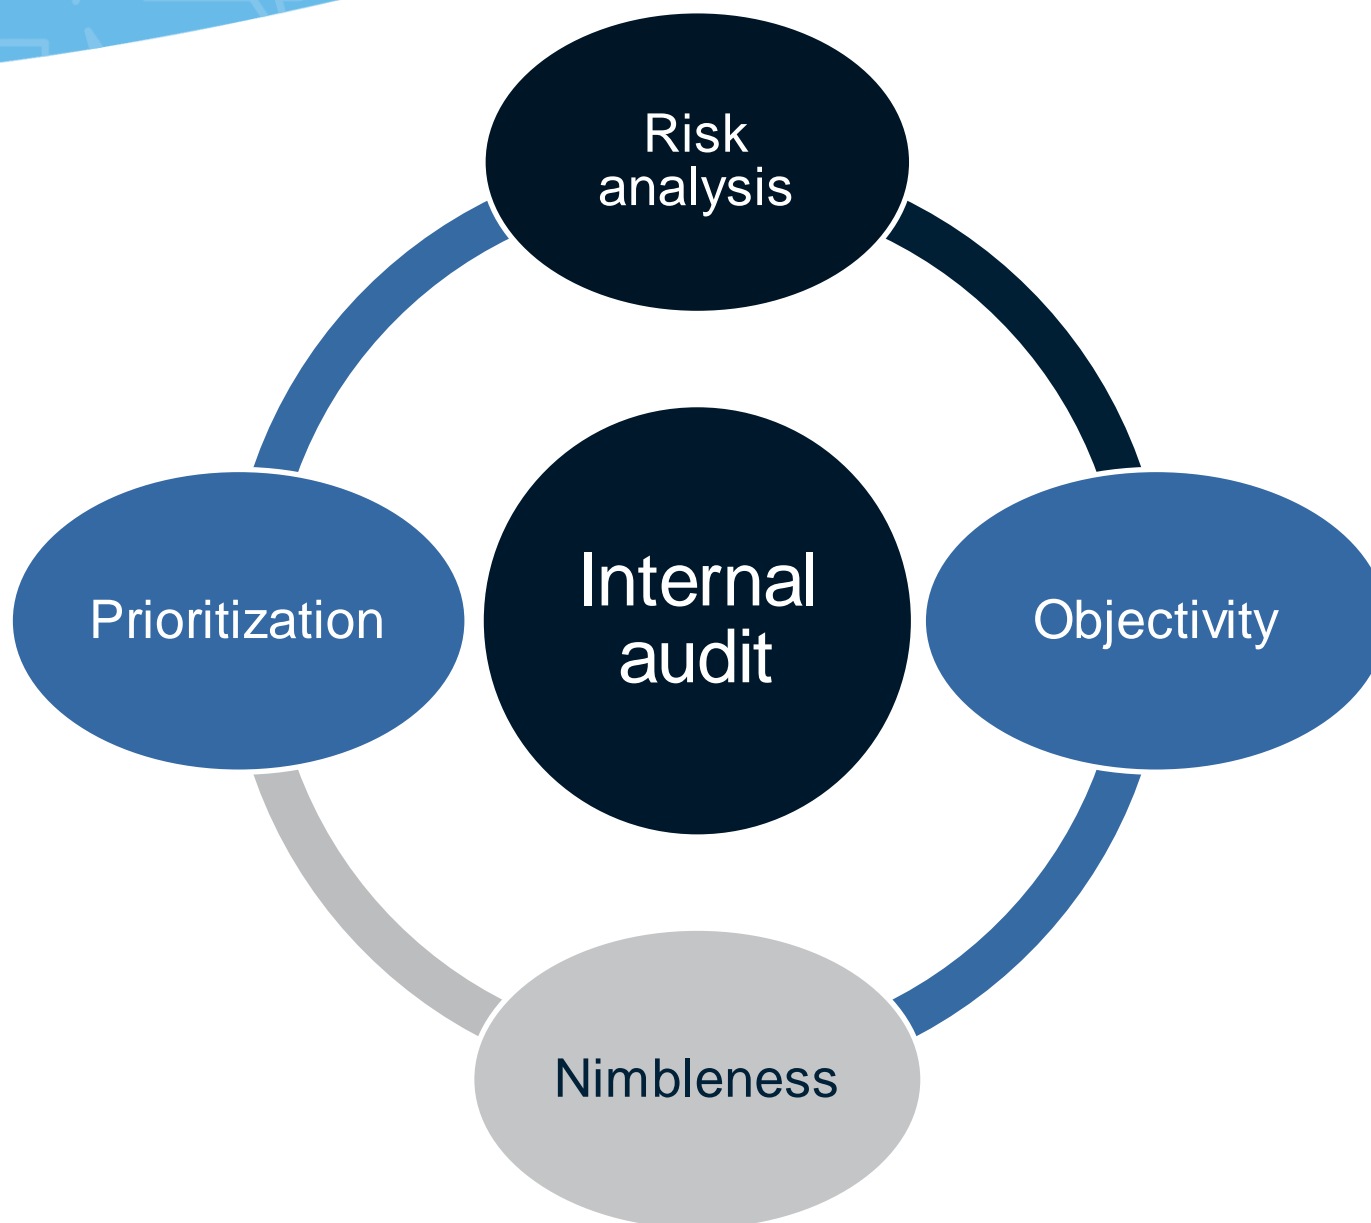 Risk
analysis
Prioritization
Internal
audit
Objectivity
Nimbleness